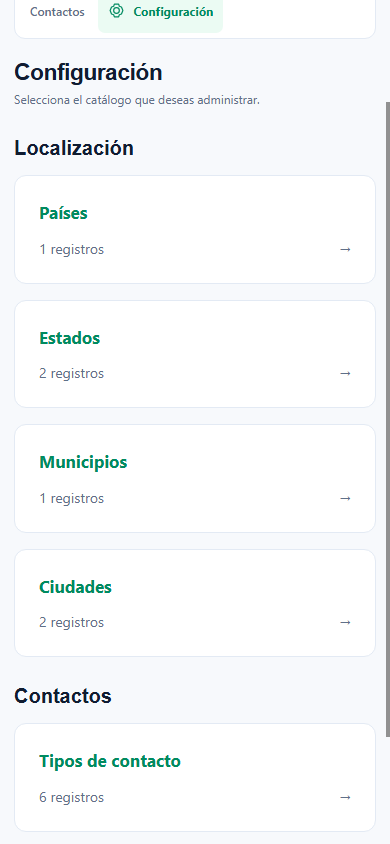 Contactos Configuración
Configuración
Selecciona el catálogo que deseas administrar.
Localización
Países
1 registros →
Estados
2 registros →
Municipios
1 registros →
Ciudades
2 registros →
Contactos
Tipos de contacto
6 registros →